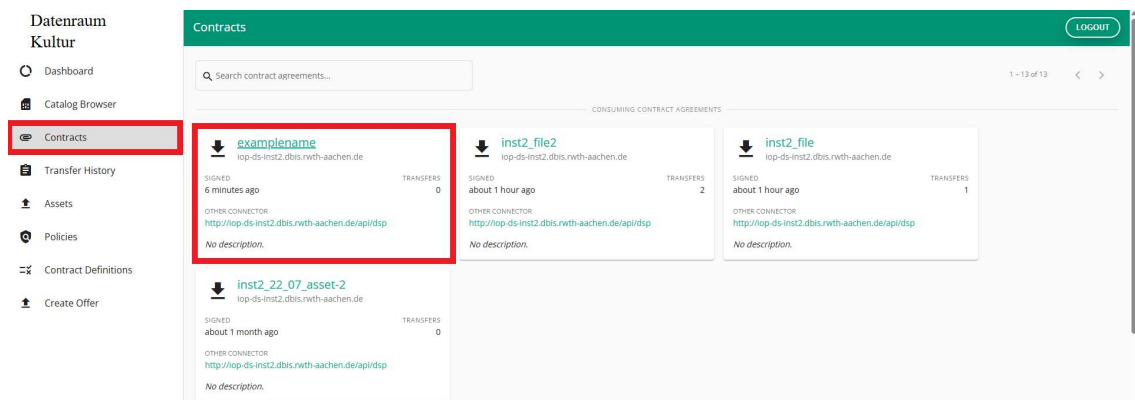 Datenraum
Kultur
Dashboard
Catalog Browser
Contracts
Transfer History
Assets
Policies
Contract Definitions
Create Offer
Contracts
LOGOUT
Search contract agreements...
1 – 13 of 13
CONSUMING CONTRACT AGREEMENTS
examplename
iop-ds-inst2.dbis.rwth-aachen.de
SIGNED TRANSFERS
6 minutes ago 0
OTHER CONNECTOR
http://iop-ds-inst2.dbis.rwth-aachen.de/api/dsp
No description.
inst2_file2
iop-ds-inst2.dbis.rwth-aachen.de
SIGNED TRANSFERS
about 1 hour ago 2
OTHER CONNECTOR
http://iop-ds-inst2.dbis.rwth-aachen.de/api/dsp
No description.
inst2_file
iop-ds-inst2.dbis.rwth-aachen.de
SIGNED TRANSFERS
about 1 hour ago 1
OTHER CONNECTOR
http://iop-ds-inst2.dbis.rwth-aachen.de/api/dsp
No description.
inst2_22_07_asset-2
iop-ds-inst2.dbis.rwth-aachen.de
SIGNED TRANSFERS
about 1 month ago 0
OTHER CONNECTOR
http://iop-ds-inst2.dbis.rwth-aachen.de/api/dsp
No description.